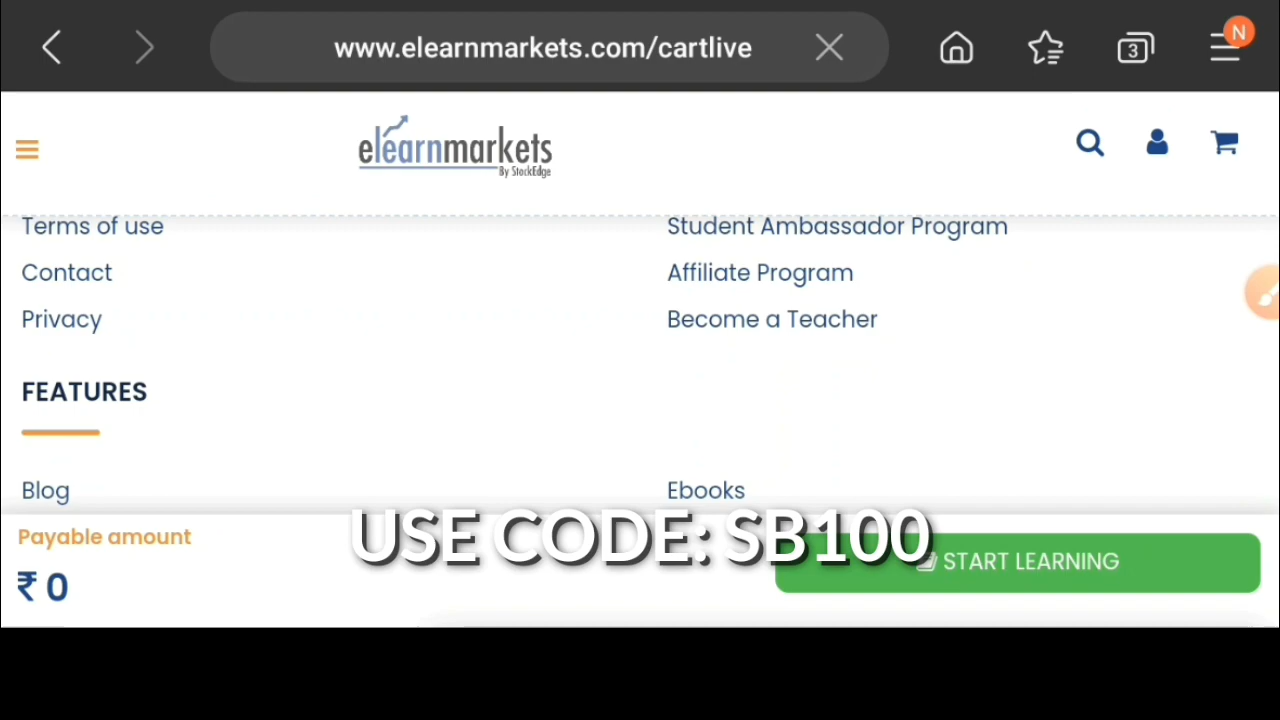 www.elearnmarkets.com/cartlive
3
N
elearnmarkets
By StockEdge
Terms of use
Student Ambassador Program
Contact
Affiliate Program
Privacy
Become a Teacher
FEATURES
Blog
Ebooks
Payable amount
USE CODE: SB100
START LEARNING
₹ 0